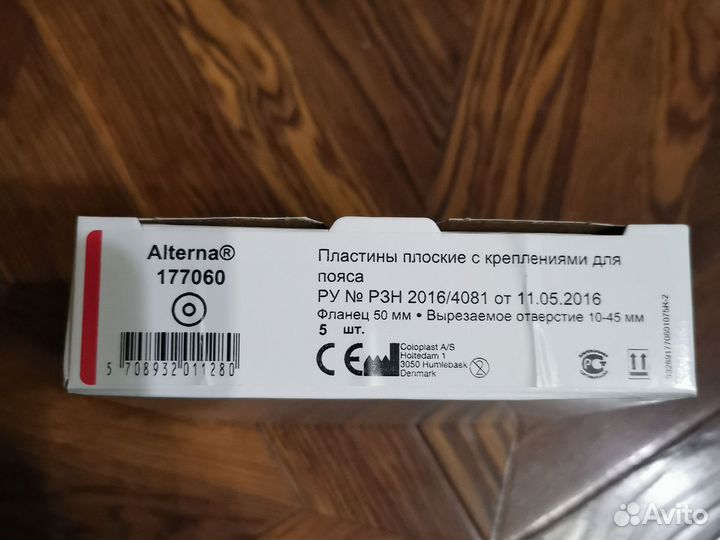 Alterna®
177060
5 708932 011280
Пластины плоские с креплениями для
пояса
РУ № РЗН 2016/4081 от 11.05.2016
Фланец 50 мм • Вырезаемое отверстие 10-45 мм
5 шт.
CE
Coloplast A/S
Holtedam 1
3050 Humlebaek
Denmark
Avito